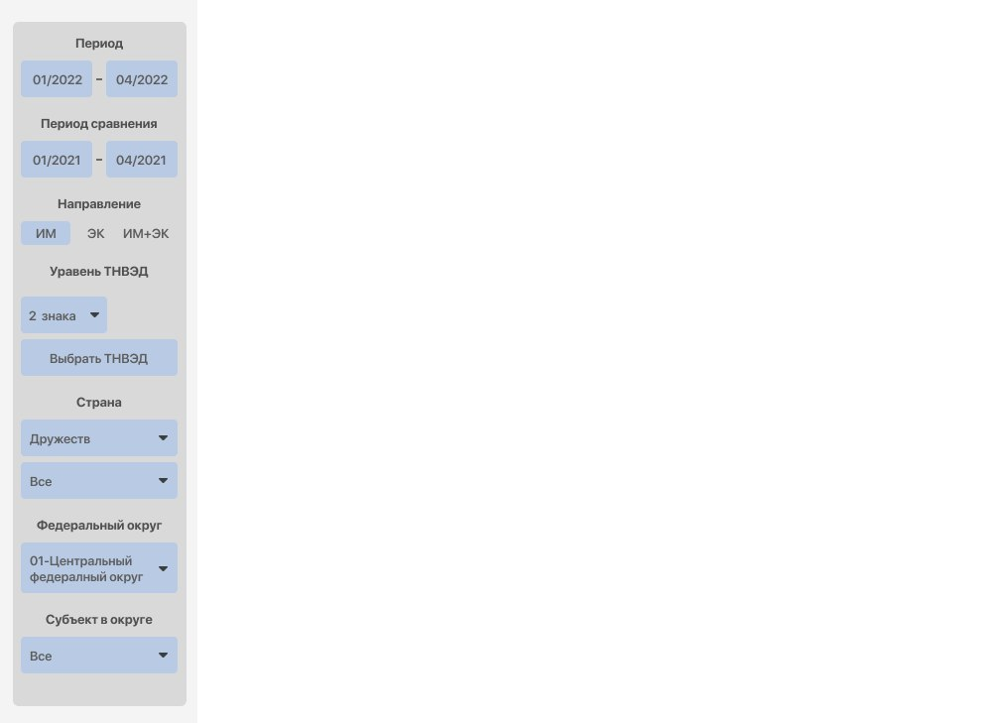 Период
01/2022 – 04/2022
Период сравнения
01/2021 – 04/2021
Направление
ИМ ЭК ИМ+ЭК
Уравень ТНВЭД
2 знака
Выбрать ТНВЭД
Страна
Дружеств
Все
Федеральный округ
01-Центральный
федералный округ
Субъект в округе
Все